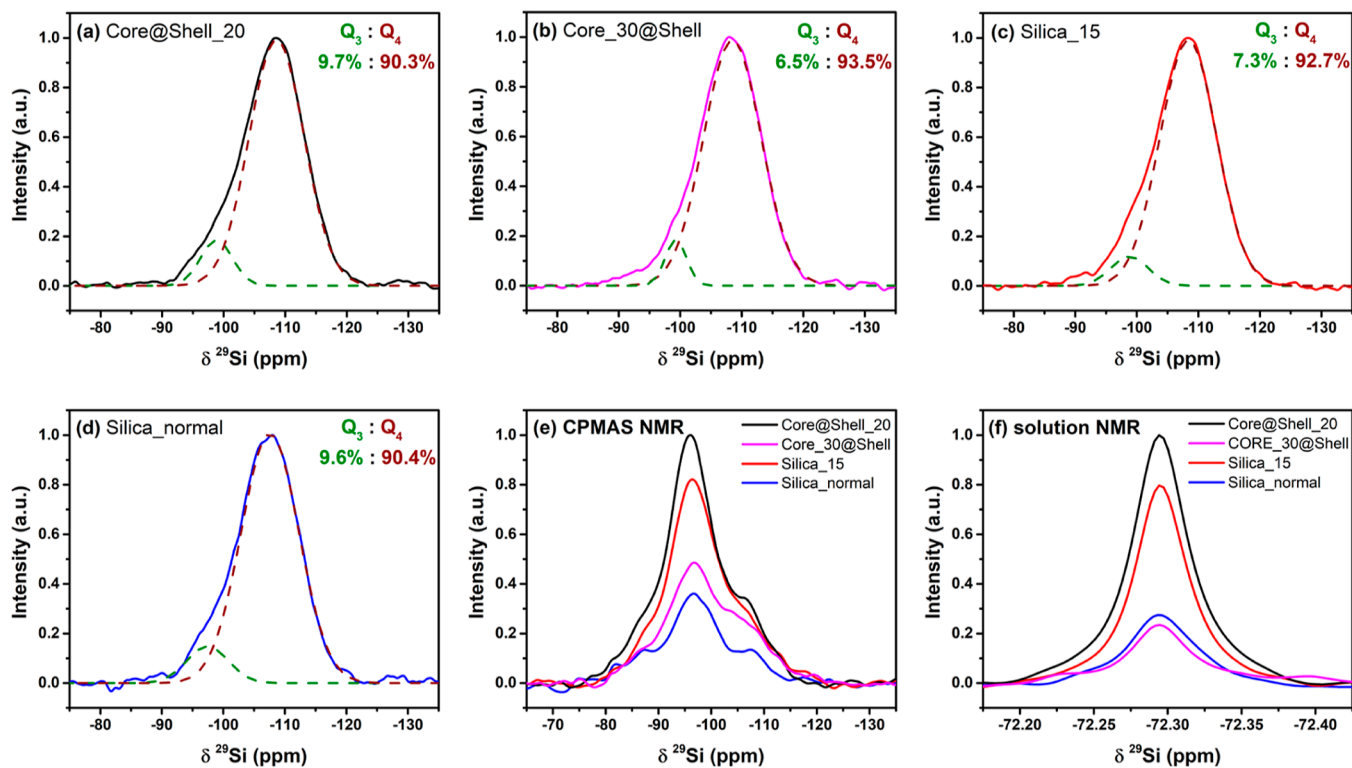 (a) Core@Shell_20
Q3 : Q4
9.7% : 90.3%
Intensity (a.u.)
1.0
0.8
0.6
0.4
0.2
0.0
-80 -90 -100 -110 -120 -130
δ 29Si (ppm)
(b) Core_30@Shell
Q3 : Q4
6.5% : 93.5%
Intensity (a.u.)
1.0
0.8
0.6
0.4
0.2
0.0
-80 -90 -100 -110 -120 -130
δ 29Si (ppm)
(c) Silica_15
Q3 : Q4
7.3% : 92.7%
Intensity (a.u.)
1.0
0.8
0.6
0.4
0.2
0.0
-80 -90 -100 -110 -120 -130
δ 29Si (ppm)
(d) Silica_normal
Q3 : Q4
9.6% : 90.4%
Intensity (a.u.)
1.0
0.8
0.6
0.4
0.2
0.0
-80 -90 -100 -110 -120 -130
δ 29Si (ppm)
(e) CPMAS NMR
Core@Shell_20
Core_30@Shell
Silica_15
Silica_normal
Intensity (a.u.)
1.0
0.8
0.6
0.4
0.2
0.0
-70 -80 -90 -100 -110 -120 -130
δ 29Si (ppm)
(f) solution NMR
Core@Shell_20
CORE_30@Shell
Silica_15
Silica_normal
Intensity (a.u.)
1.0
0.8
0.6
0.4
0.2
0.0
-72.20 -72.25 -72.30 -72.35 -72.40
δ 29Si (ppm)